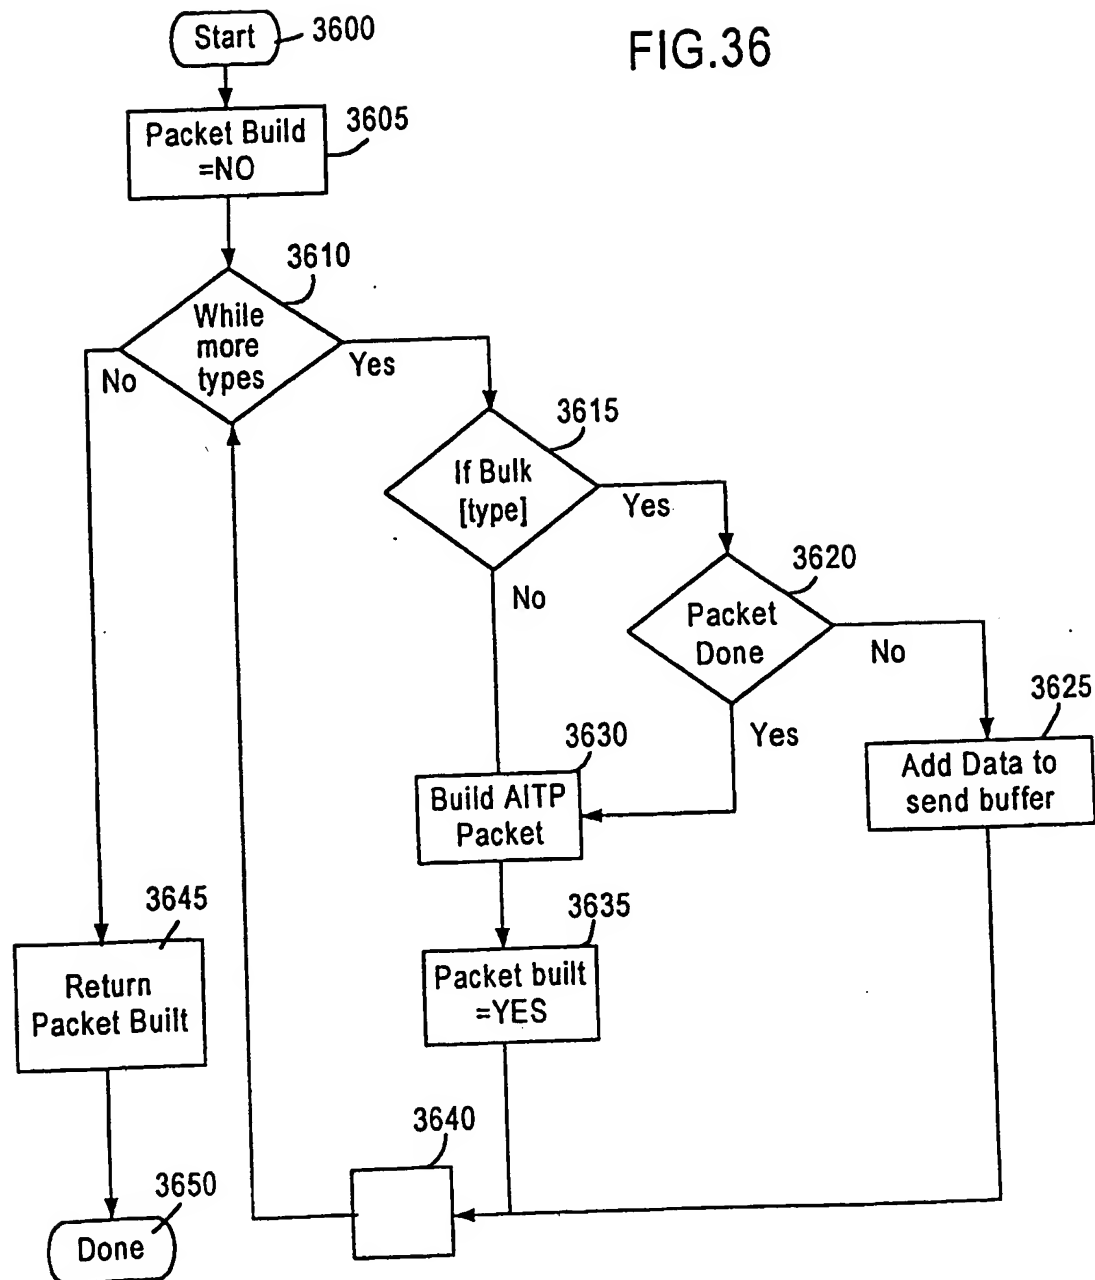 FIG.36
Start
3600
Packet Build
=NO
3605
While
more
types
3610
No
Yes
If Bulk
[type]
3615
Yes
No
Packet
Done
3620
No
Yes
Add Data to
send buffer
3625
Build AITP
Packet
3630
Packet built
=YES
3635
3640
Return
Packet Built
3645
Done
3650